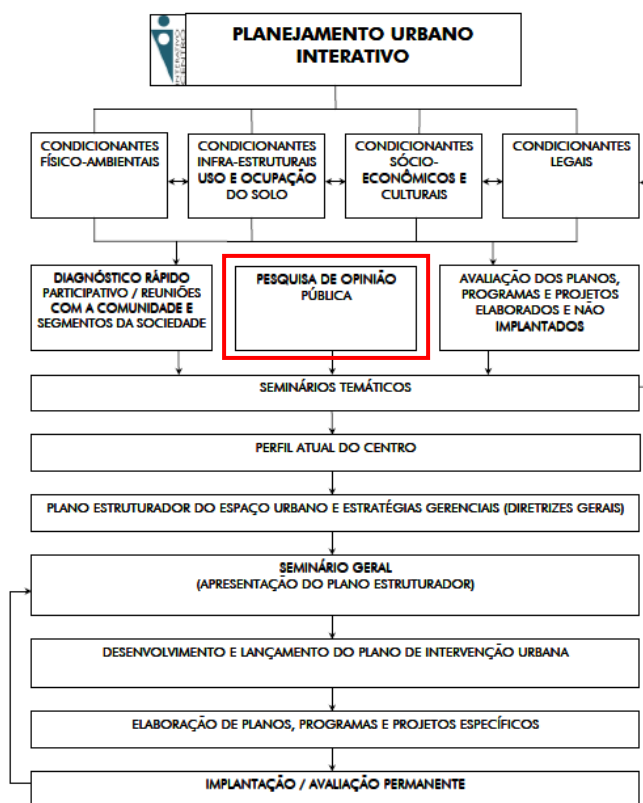 PLANEJAMENTO URBANO
INTERATIVO
INTERATIVO
CENTRO
CONDICIONANTES
FÍSICO-AMBIENTAIS
CONDICIONANTES
INFRA-ESTRUTURAIS
USO E OCUPAÇÃO
DO SOLO
CONDICIONANTES
SÓCIO-
ECONÔMICOS E
CULTURAIS
CONDICIONANTES
LEGAIS
DIAGNÓSTICO RÁPIDO
PARTICIPATIVO / REUNIÕES
COM A COMUNIDADE E
SEGMENTOS DA SOCIEDADE
PESQUISA DE OPINIÃO
PÚBLICA
AVALIAÇÃO DOS PLANOS,
PROGRAMAS E PROJETOS
ELABORADOS E NÃO
IMPLANTADOS
SEMINÁRIOS TEMÁTICOS
PERFIL ATUAL DO CENTRO
PLANO ESTRUTURADOR DO ESPAÇO URBANO E ESTRATÉGIAS GERENCIAIS (DIRETRIZES GERAIS)
SEMINÁRIO GERAL
(APRESENTAÇÃO DO PLANO ESTRUTURADOR)
DESENVOLVIMENTO E LANÇAMENTO DO PLANO DE INTERVENÇÃO URBANA
ELABORAÇÃO DE PLANOS, PROGRAMAS E PROJETOS ESPECÍFICOS
IMPLANTAÇÃO / AVALIAÇÃO PERMANENTE